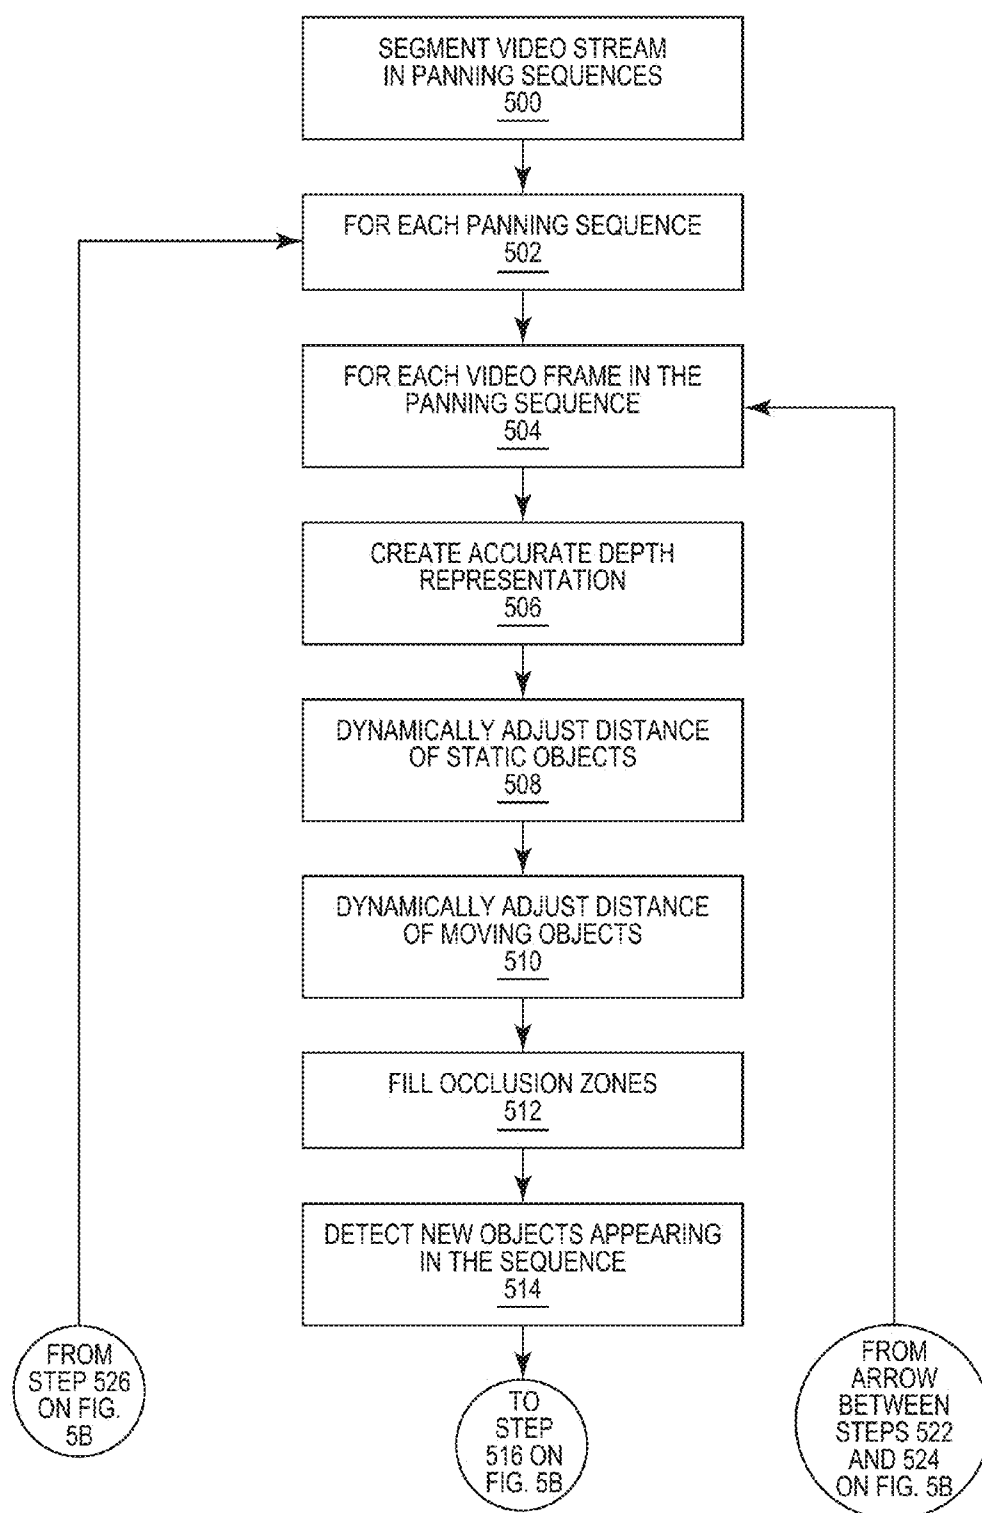 SEGMENT VIDEO STREAM
IN PANNING SEQUENCES
500
FOR EACH PANNING SEQUENCE
502
FOR EACH VIDEO FRAME IN THE
PANNING SEQUENCE
504
CREATE ACCURATE DEPTH
REPRESENTATION
506
DYNAMICALLY ADJUST DISTANCE
OF STATIC OBJECTS
508
DYNAMICALLY ADJUST DISTANCE
OF MOVING OBJECTS
510
FILL OCCLUSION ZONES
512
DETECT NEW OBJECTS APPEARING
IN THE SEQUENCE
514
FROM
STEP 526
ON FIG.
5B
TO
STEP
516 ON
FIG. 5B
FROM
ARROW
BETWEEN
STEPS 522
AND 524
ON FIG. 5B